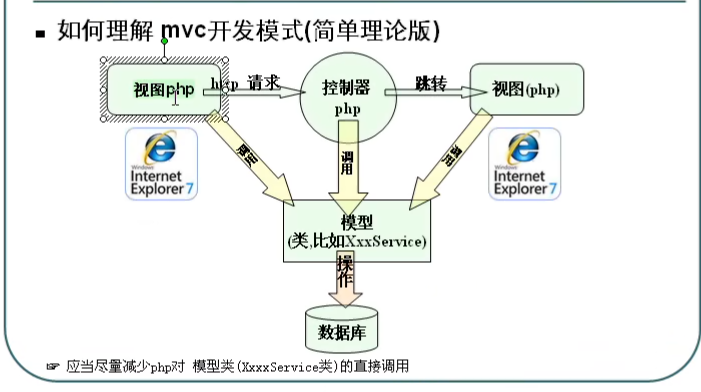 如何理解 mvc开发模式(简单理论版)
视图php
http 请求
控制器
php
跳转
视图(php)
调用
调用
调用
Windows
Internet
Explorer 7
Windows
Internet
Explorer 7
模型
(类,比如XxxService)
操作
数据库
应当尽量减少php对 模型类(XxxxService类)的直接调用